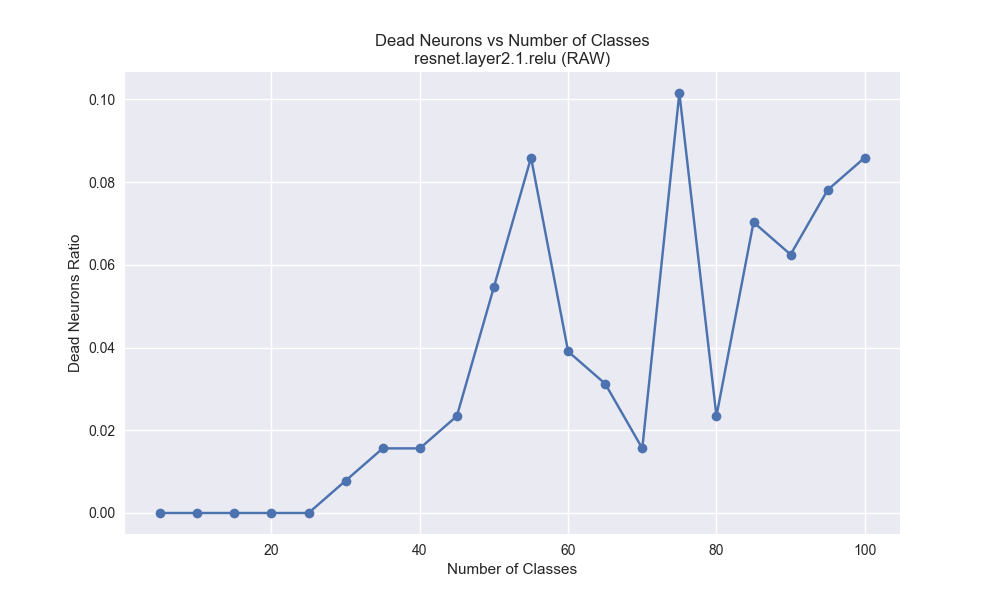 Dead Neurons vs Number of Classes
resnet.layer2.1.relu (RAW)
Dead Neurons Ratio
0.10
0.08
0.06
0.04
0.02
0.00
20 40 60 80 100
Number of Classes